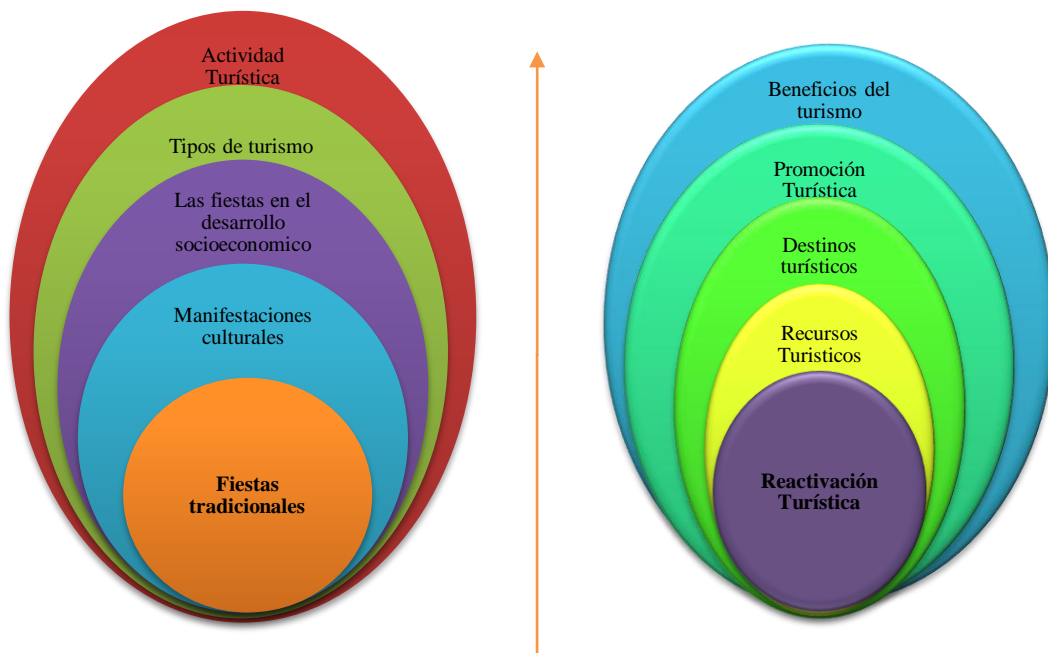 Actividad
Turística
Tipos de turismo
Las fiestas en el
desarrollo
socioeconomico
Manifestaciones
culturales
Fiestas
tradicionales
Beneficios del
turismo
Promoción
Turística
Destinos
turísticos
Recursos
Turisticos
Reactivación
Turística